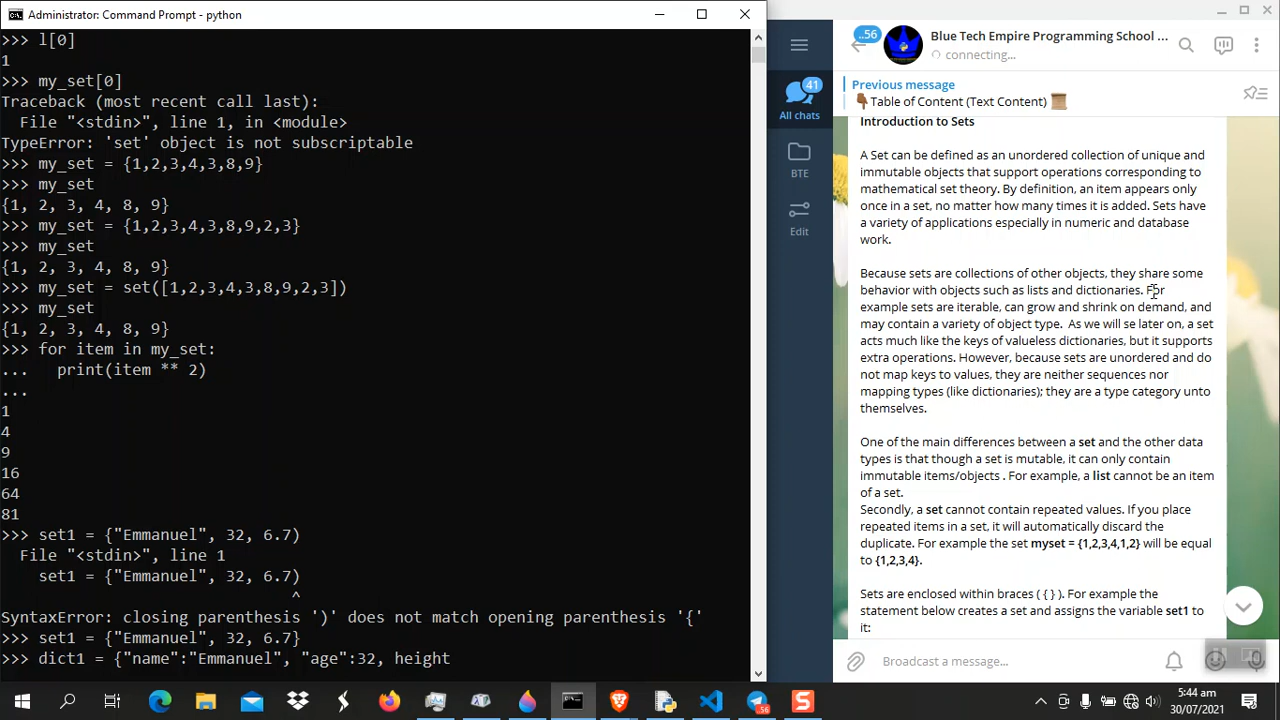 Administrator: Command Prompt - python
>>> l[0]
1
>>> my_set[0]
Traceback (most recent call last):
  File "<stdin>", line 1, in <module>
TypeError: 'set' object is not subscriptable
>>> my_set = {1,2,3,4,3,8,9}
>>> my_set
{1, 2, 3, 4, 8, 9}
>>> my_set = {1,2,3,4,3,8,9,2,3}
>>> my_set
{1, 2, 3, 4, 8, 9}
>>> my_set = set([1,2,3,4,3,8,9,2,3])
>>> my_set
{1, 2, 3, 4, 8, 9}
>>> for item in my_set:
...   print(item ** 2)
...
1
4
9
16
64
81
>>> set1 = {"Emmanuel", 32, 6.7)
  File "<stdin>", line 1
    set1 = {"Emmanuel", 32, 6.7)
                               ^
SyntaxError: closing parenthesis ')' does not match opening parenthesis '{'
>>> set1 = {"Emmanuel", 32, 6.7}
>>> dict1 = {"name":"Emmanuel", "age":32, height
41
All chats
BTE
Edit
..56
Blue Tech Empire Programming School ...
connecting...
Previous message
Table of Content (Text Content)
Introduction to Sets
A Set can be defined as an unordered collection of unique and
immutable objects that support operations corresponding to
mathematical set theory. By definition, an item appears only
once in a set, no matter how many times it is added. Sets have
a variety of applications especially in numeric and database
work.
Because sets are collections of other objects, they share some
behavior with objects such as lists and dictionaries. For
example sets are iterable, can grow and shrink on demand, and
may contain a variety of object type.  As we will se later on, a set
acts much like the keys of valueless dictionaries, but it supports
extra operations. However, because sets are unordered and do
not map keys to values, they are neither sequences nor
mapping types (like dictionaries); they are a type category unto
themselves.
One of the main differences between a set and the other data
types is that though a set is mutable, it can only contain
immutable items/objects . For example, a list cannot be an item
of a set.
Secondly, a set cannot contain repeated values. If you place
repeated items in a set, it will automatically discard the
duplicate. For example the set myset = {1,2,3,4,1,2} will be equal
to {1,2,3,4}.
Sets are enclosed within braces ( { } ). For example the
statement below creates a set and assigns the variable set1 to
it:
Broadcast a message...
56
5:44 am
30/07/2021